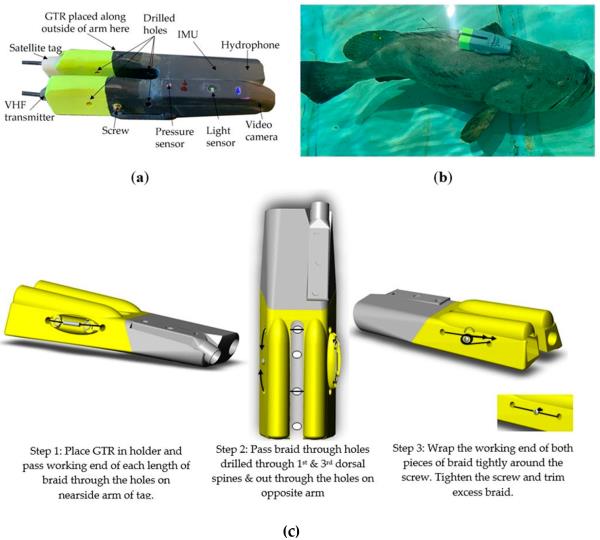 GTR placed along
outside of arm here
Drilled
holes
IMU
Hydrophone
Satellite tag
VHF
transmitter
Screw
Pressure
sensor
Light
sensor
Video
camera
(a)
(b)
Step 1: Place GTR in holder and
pass working end of each length of
braid through the holes on
nearside arm of tag.
Step 2: Pass braid through holes
drilled through 1st & 3rd dorsal
spines & out through the holes on
opposite arm
Step 3: Wrap the working end of both
pieces of braid tightly around the
screw. Tighten the screw and trim
excess braid.
(c)